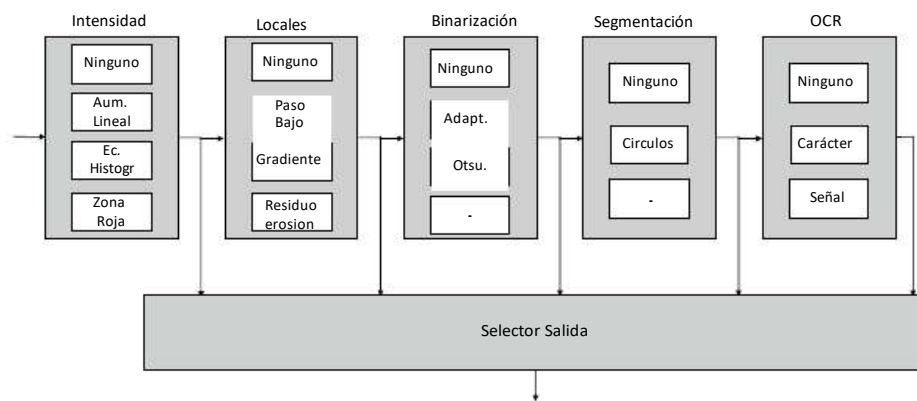 Intensidad
Ninguno
Aum.
Lineal
Ec.
Histogr
Zona
Roja
Locales
Ninguno
Paso
Bajo
Gradiente
Residuo
erosion
Binarización
Ninguno
Adapt.
Otsu.
-
Segmentación
Ninguno
Circulos
-
OCR
Ninguno
Carácter
Señal
Selector Salida